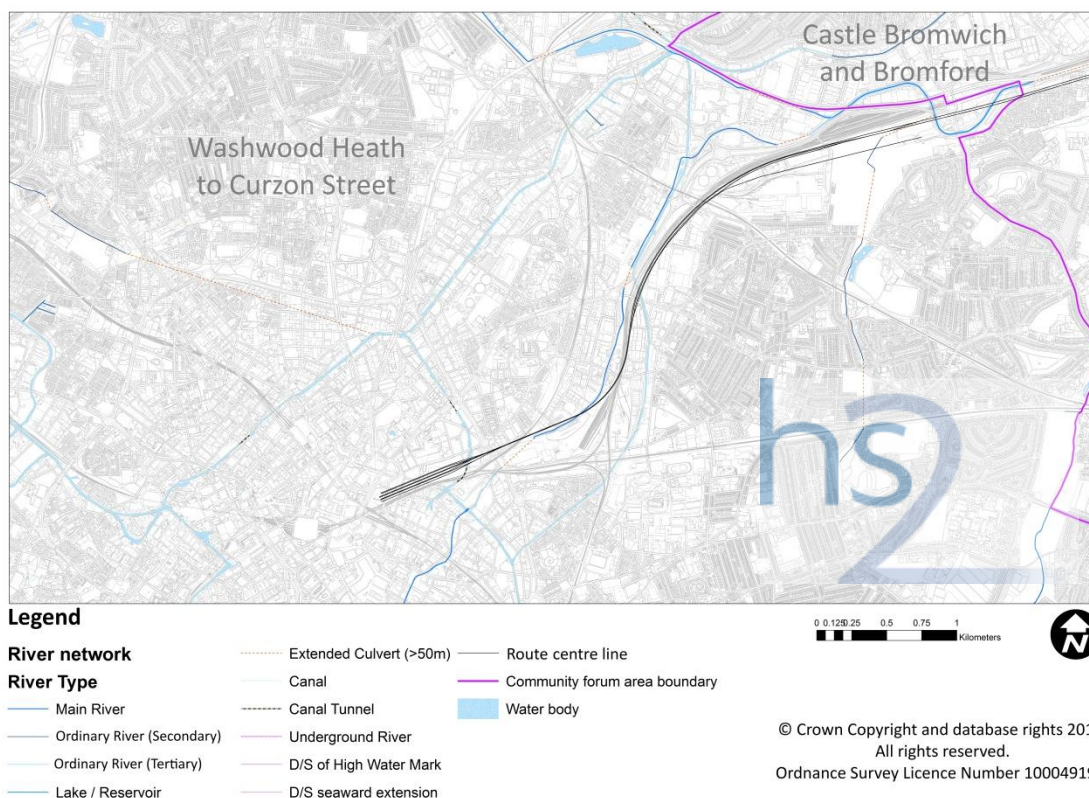 Castle Bromwich
and Bromford
Washwood Heath
to Curzon Street
hs2
Legend
River network
River Type
Main River
Ordinary River (Secondary)
Ordinary River (Tertiary)
Lake / Reservoir
Extended Culvert (>50m)
Canal
Canal Tunnel
Underground River
D/S of High Water Mark
D/S seaward extension
Route centre line
Community forum area boundary
Water body
0 0.125 0.25 0.5 0.75 1
Kilometers
N
© Crown Copyright and database rights 201
All rights reserved.
Ordnance Survey Licence Number 10004919